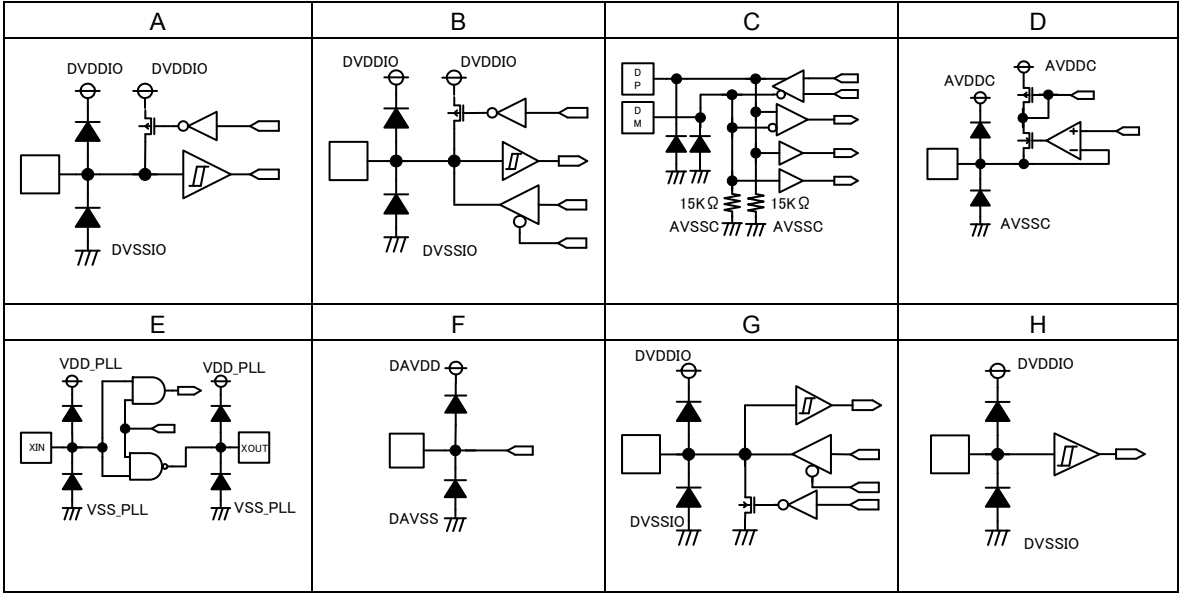 A B C D
DVDDIO DVDDIO
DVSSIO
DVDDIO DVDDIO
DVSSIO
D
P
D
M
15KΩ 15KΩ
AVSSC AVSSC
AVDDC
AVDDC
+
−
AVSSC
E F G H
VDD_PLL VDD_PLL
XIN XOUT
VSS_PLL VSS_PLL
DAVDD
DAVSS
DVDDIO
DVSSIO
DVDDIO
DVSSIO